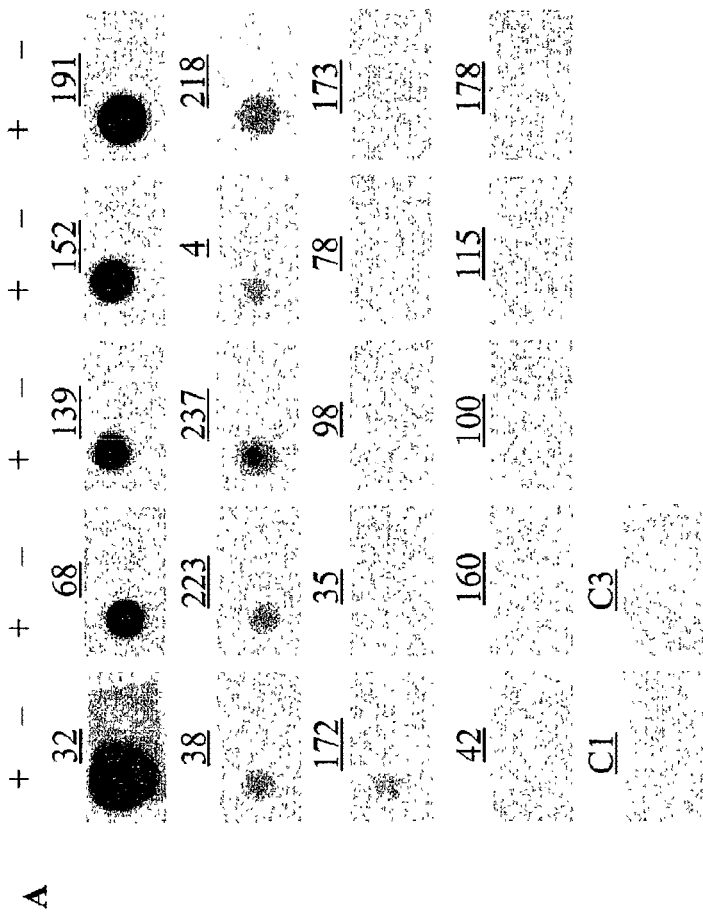 A
+ − + − + − + − + −
32 68 139 152 191
38 223 237 4 218
172 35 98 78 173
42 160 100 115 178
C1 C3